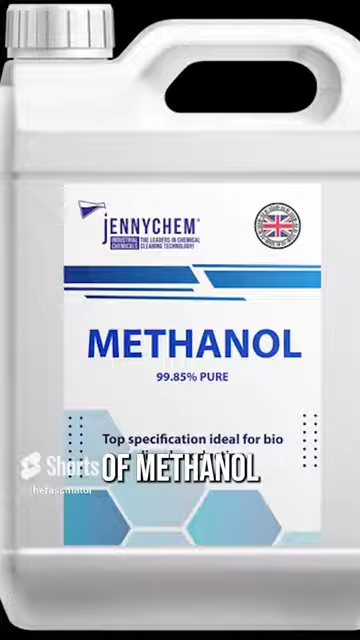 jENNYCHEM®
INDUSTRIAL CHEMICALS
THE LEADERS IN CHEMICAL
CLEANING TECHNOLOGY!
METHANOL
99.85% PURE
Top specification ideal for bio
Shorts
OF METHANOL